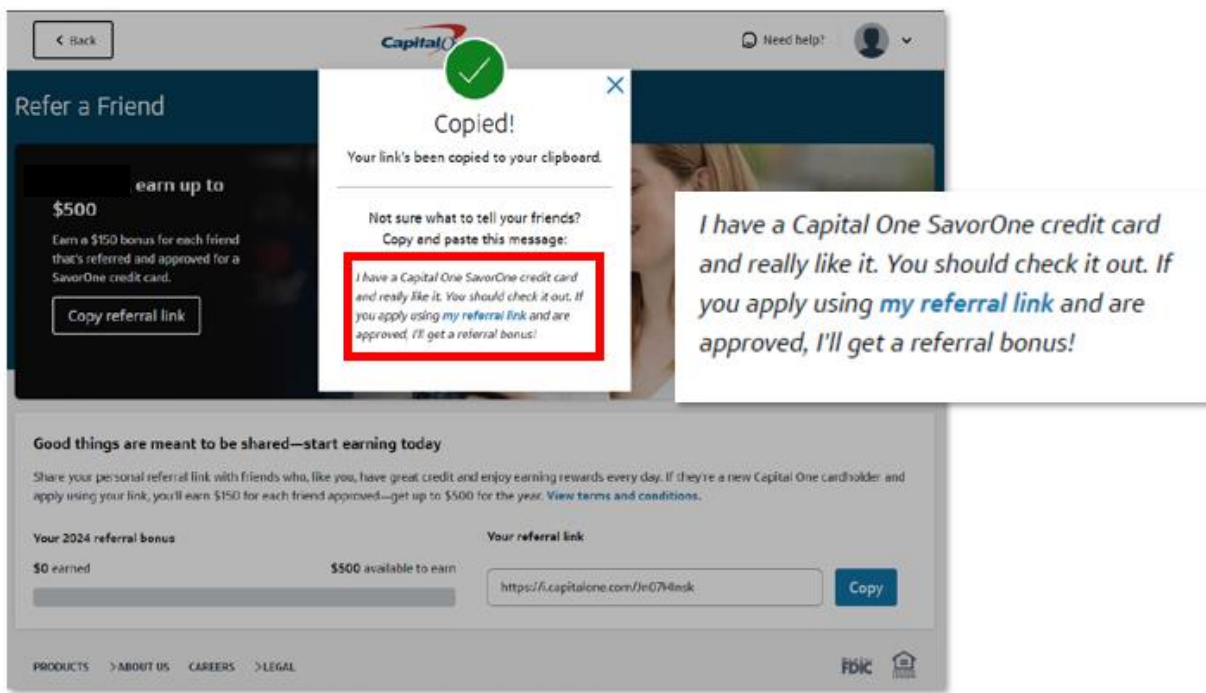 Back
Capital
Need help?
Refer a Friend
earn up to
$500
Earn a $150 bonus for each friend
that's referred and approved for a
SavorOne credit card.
Copy referral link
Copied!
Your link's been copied to your clipboard.
Not sure what to tell your friends?
Copy and paste this message:
I have a Capital One SavorOne credit card
and really like it. You should check it out. If
you apply using my referral link and are
approved, I'll get a referral bonus!
I have a Capital One SavorOne credit card
and really like it. You should check it out. If
you apply using my referral link and are
approved, I'll get a referral bonus!
Good things are meant to be shared—start earning today
Share your personal referral link with friends who, like you, have great credit and enjoy earning rewards every day. If they're a new Capital One cardholder and
apply using your link, you'll earn $150 for each friend approved—get up to $500 for the year. View terms and conditions.
Your 2024 referral bonus
$0 earned
$500 available to earn
Your referral link
Copy
PRODUCTS >ABOUT US CAREERS >LEGAL
FDIC